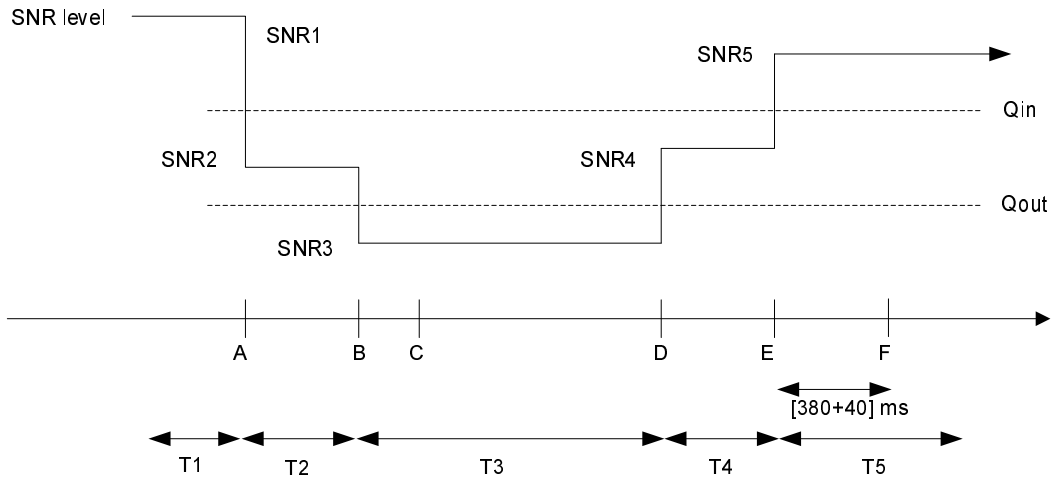 SNR level
SNR1
SNR5
Qin
SNR2
SNR4
Qout
SNR3
A
B
C
D
E
F
[380+40] ms
T1
T2
T3
T4
T5